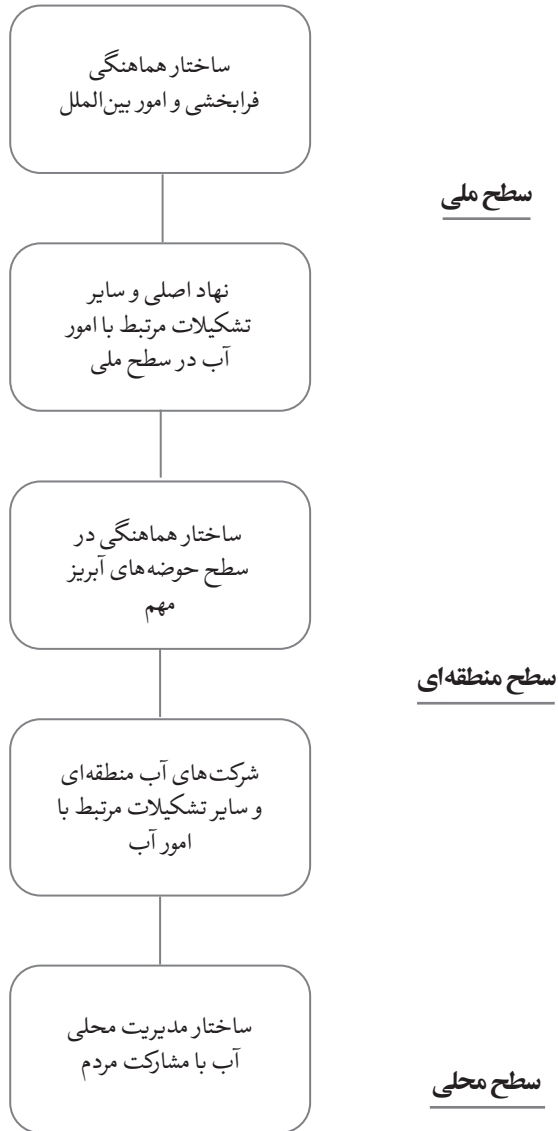 ساختار هماهنگی
فرابخشی و امور بین‌الملل
سطح ملی
نهاد اصلی و سایر
تشکیلات مرتبط با امور
آب در سطح ملی
ساختار هماهنگی در
سطح حوضه‌های آبریز
مهم
سطح منطقه‌ای
شرکت‌های آب منطقه‌ای
و سایر تشکیلات مرتبط با
امور آب
ساختار مدیریت محلی
آب با مشارکت مردم
سطح محلی